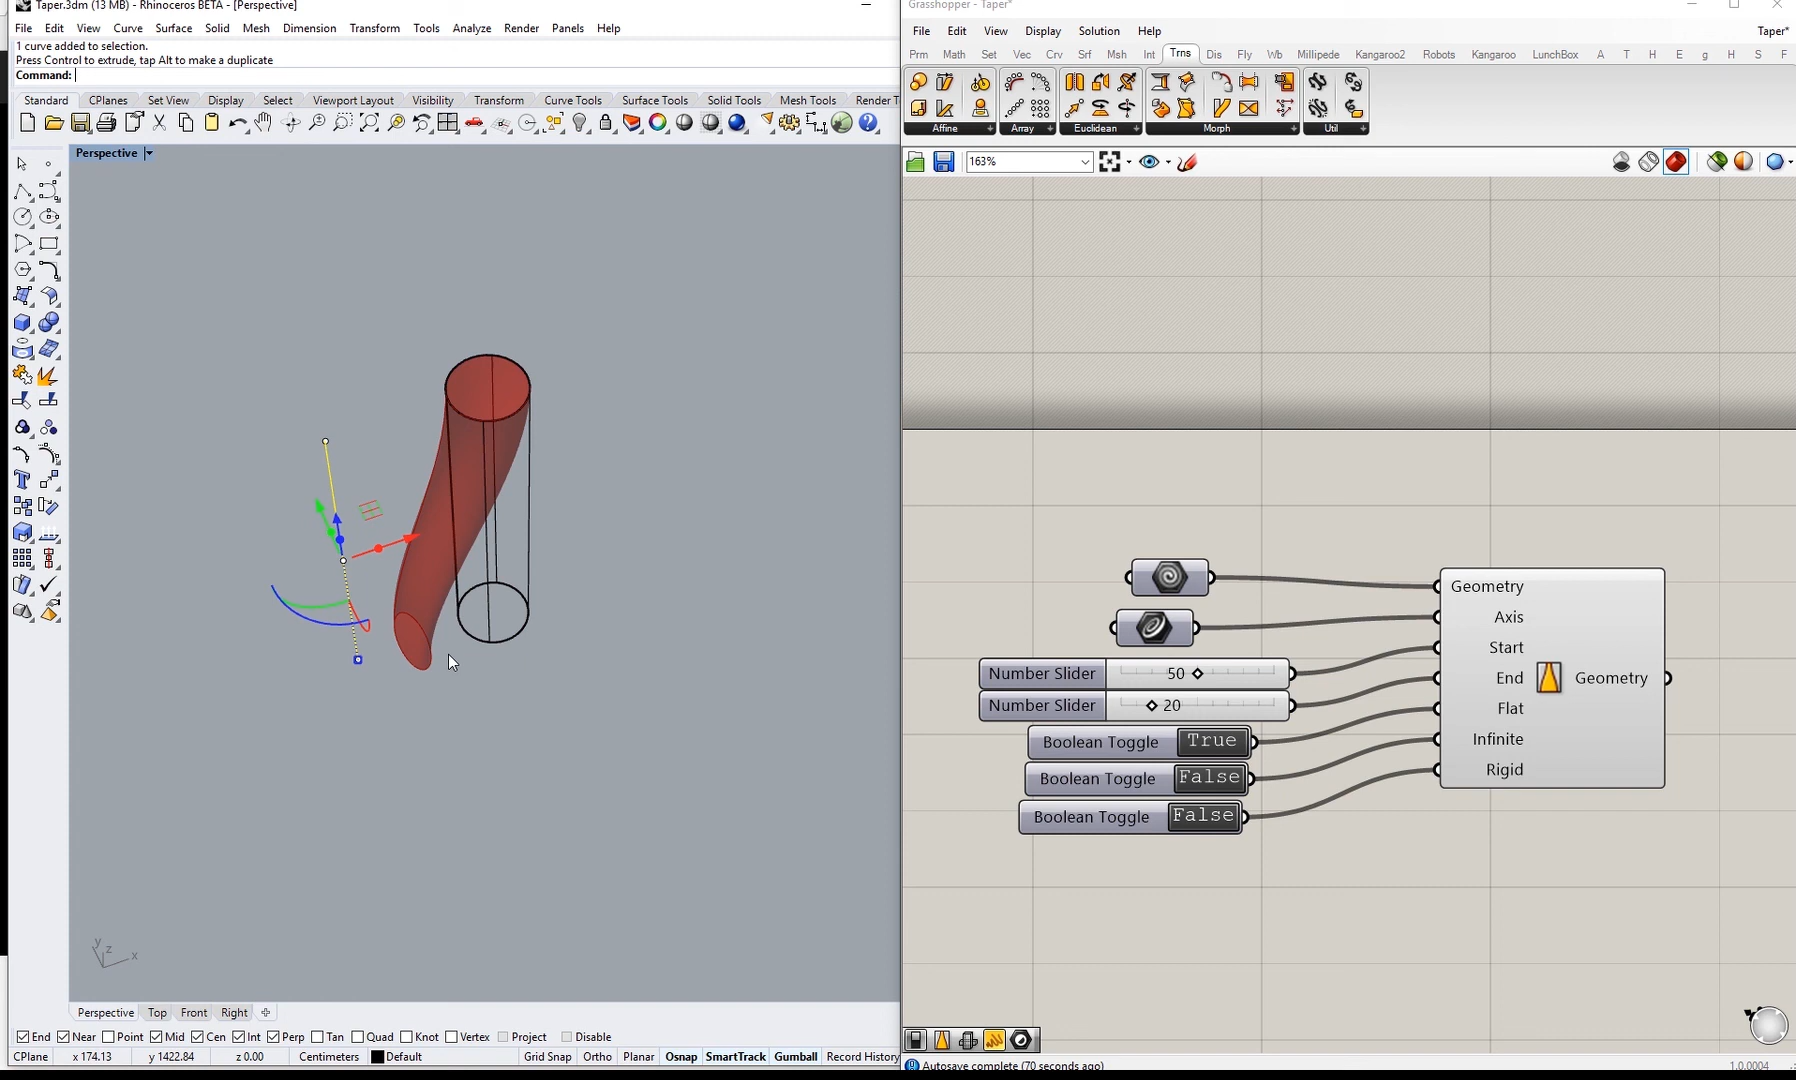 Taper.3dm (13 MB) - Rhinoceros BETA - [Perspective]
File Edit View Curve Surface Solid Mesh Dimension Transform Tools Analyze Render Panels Help
1 curve added to selection.
Press Control to extrude, tap Alt to make a duplicate
Command:
Standard CPlanes Set View Display Select Viewport Layout Visibility Transform Curve Tools Surface Tools Solid Tools Mesh Tools Render T
Perspective
y
z
x
Perspective Top Front Right
End Near Point Mid Cen Int Perp Tan Quad Knot Vertex Project Disable
CPlane x 174.13 y 1422.84 z 0.00 Centimeters Default Grid Snap Ortho Planar Osnap SmartTrack Gumball Record History
Grasshopper - Taper*
File Edit View Display Solution Help Taper*
Prm Math Set Vec Crv Srf Msh Int Trns Dis Fly Wb Millipede Kangaroo2 Robots Kangaroo LunchBox A T H E g H S F
Affine Array Euclidean Morph Util
163%
Geometry
Axis
Start
End
Flat
Infinite
Rigid
Geometry
Number Slider 50
Number Slider 20
Boolean Toggle True
Boolean Toggle False
Boolean Toggle False
Autosave complete (70 seconds ago) 1.0.0004